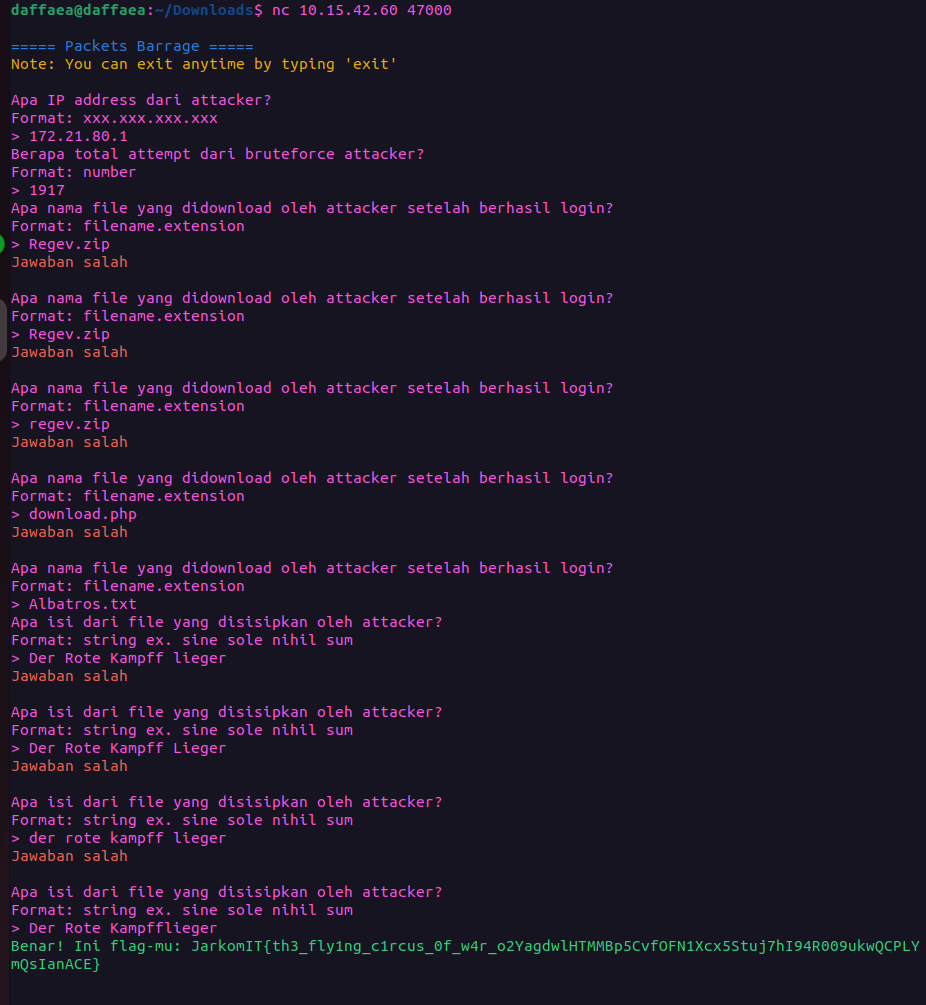 daffaea@daffaea:~/Downloads$ nc 10.15.42.60 47000
===== Packets Barrage =====
Note: You can exit anytime by typing 'exit'
Apa IP address dari attacker?
Format: xxx.xxx.xxx.xxx
> 172.21.80.1
Berapa total attempt dari bruteforce attacker?
Format: number
> 1917
Apa nama file yang didownload oleh attacker setelah berhasil login?
Format: filename.extension
> Regev.zip
Jawaban salah
Apa nama file yang didownload oleh attacker setelah berhasil login?
Format: filename.extension
> Regev.zip
Jawaban salah
Apa nama file yang didownload oleh attacker setelah berhasil login?
Format: filename.extension
> regev.zip
Jawaban salah
Apa nama file yang didownload oleh attacker setelah berhasil login?
Format: filename.extension
> download.php
Jawaban salah
Apa nama file yang didownload oleh attacker setelah berhasil login?
Format: filename.extension
> Albatros.txt
Apa isi dari file yang disisipkan oleh attacker?
Format: string ex. sine sole nihil sum
> Der Rote Kampff lieger
Jawaban salah
Apa isi dari file yang disisipkan oleh attacker?
Format: string ex. sine sole nihil sum
> Der Rote Kampff Lieger
Jawaban salah
Apa isi dari file yang disisipkan oleh attacker?
Format: string ex. sine sole nihil sum
> der rote kampff lieger
Jawaban salah
Apa isi dari file yang disisipkan oleh attacker?
Format: string ex. sine sole nihil sum
> Der Rote Kampfflieger
Benar! Ini flag-mu: JarkomIT{th3_fly1ng_c1rcus_0f_w4r_o2YagdwlHTMMBp5CvfOFN1Xcx5Stuj7hI94R009ukwQCPLY
mQsIanACE}